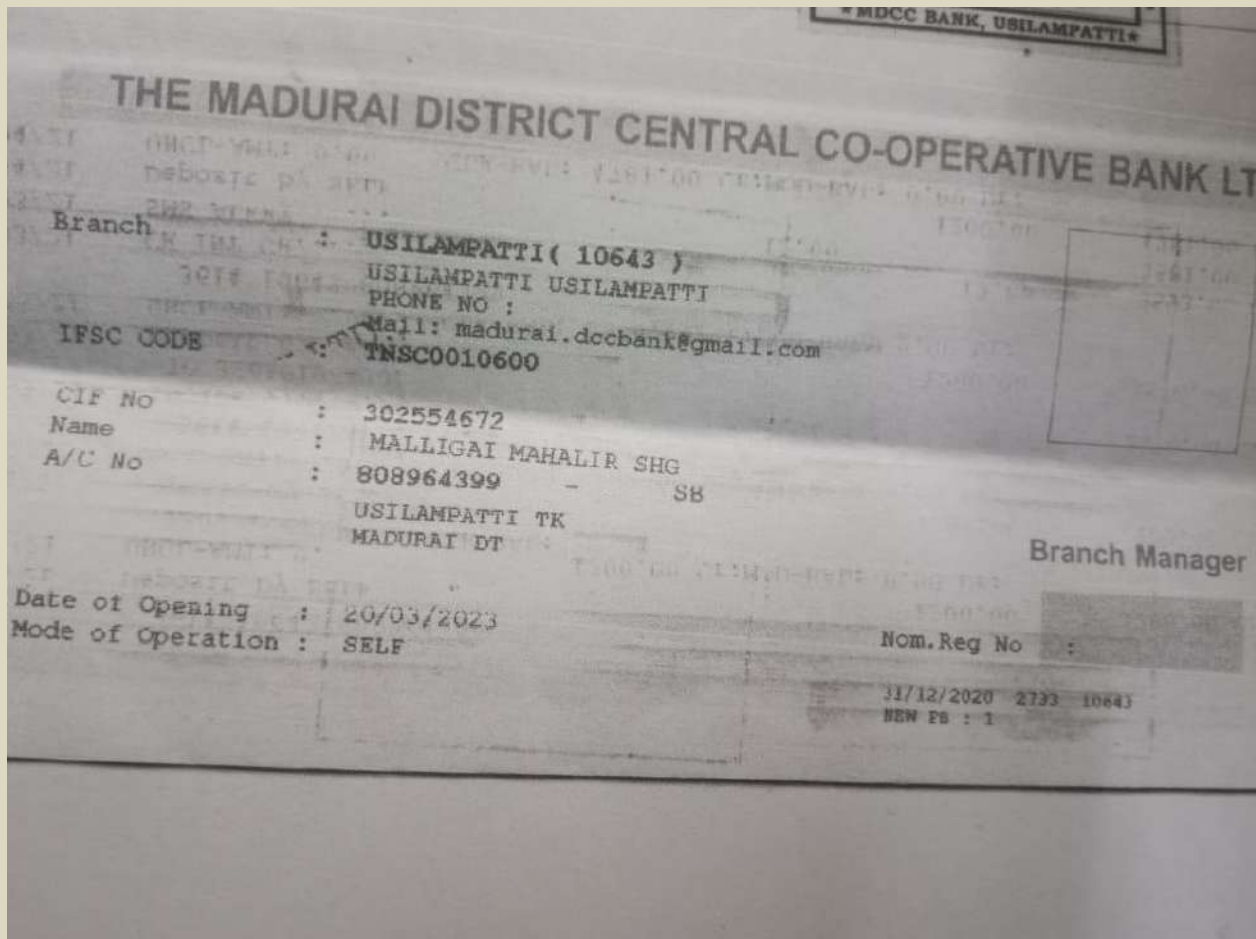 ★MDCC BANK, USILAMPATTI★
THE MADURAI DISTRICT CENTRAL CO-OPERATIVE BANK LT
Branch : USILAMPATTI( 10643 )
USILAMPATTI USILAMPATTI
PHONE NO :
Mail: madurai.dccbank@gmail.com
IFSC CODE : TNSC0010600
CIF No : 302554672
Name : MALLIGAI MAHALIR SHG
A/C No : 808964399 - SB
USILAMPATTI TK
MADURAI DT
Branch Manager
Date of Opening : 20/03/2023
Mode of Operation : SELF
Nom.Reg No :
31/12/2020 2733 10643
NEW PB : 1